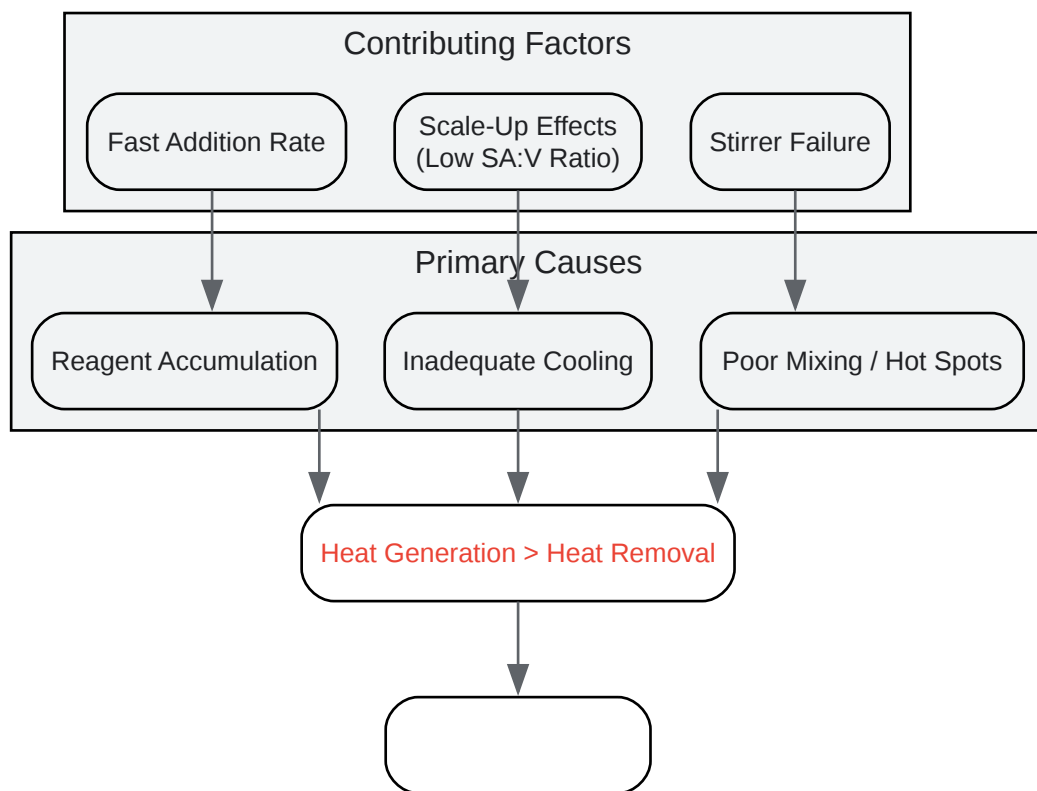 Contributing Factors
Fast Addition Rate
Scale-Up Effects
(Low SA:V Ratio)
Stirrer Failure
Primary Causes
Reagent Accumulation
Inadequate Cooling
Poor Mixing / Hot Spots
Heat Generation > Heat Removal